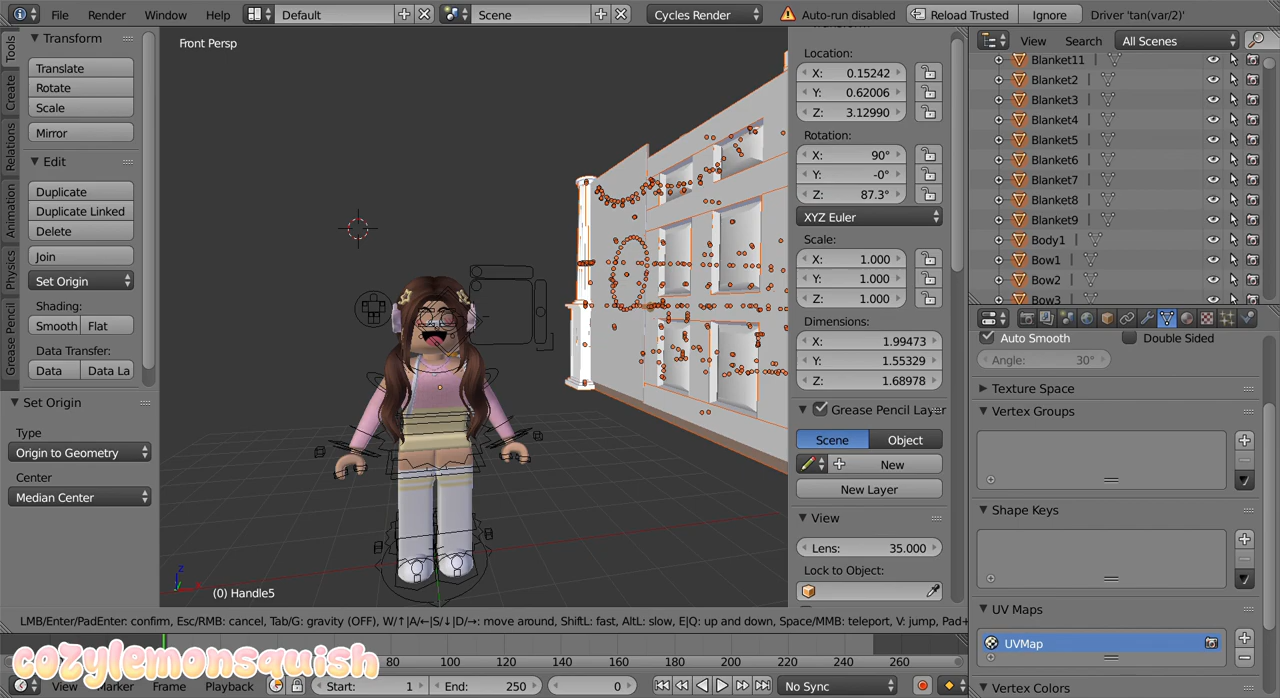 File Render Window Help Default Scene Cycles Render Auto-run disabled Reload Trusted Ignore Driver 'tan(var/2)'
Tools
Create
Relations
Animation
Physics
Grease Pencil
Transform
Translate
Rotate
Scale
Mirror
Edit
Duplicate
Duplicate Linked
Delete
Join
Set Origin
Shading:
Smooth Flat
Data Transfer:
Data Data La
Set Origin
Type
Origin to Geometry
Center
Median Center
Front Persp
(0) Handle5
Location:
X: 0.15242
Y: 0.62006
Z: 3.12990
Rotation:
X: 90°
Y: -0°
Z: 87.3°
XYZ Euler
Scale:
X: 1.000
Y: 1.000
Z: 1.000
Dimensions:
X: 1.99473
Y: 1.55329
Z: 1.68978
Grease Pencil Layer
Scene Object
New
New Layer
View
Lens: 35.000
Lock to Object:
View Search All Scenes
Blanket11
Blanket2
Blanket3
Blanket4
Blanket5
Blanket6
Blanket7
Blanket8
Blanket9
Body1
Bow1
Bow2
Bow3
Auto Smooth Double Sided
Angle: 30°
Texture Space
Vertex Groups
Shape Keys
UV Maps
UVMap
Vertex Colors
LMB/Enter/PadEnter: confirm, Esc/RMB: cancel, Tab/G: gravity (OFF), W/↑|A/←|S/↓|D/→: move around, ShiftL: fast, AltL: slow, E|Q: up and down, Space/MMB: teleport, V: jump, Pad+
80 100 120 140 160 180 200 220 240 260
cozylemonsquish
View Marker Frame Playback Start: 1 End: 250 0 No Sync